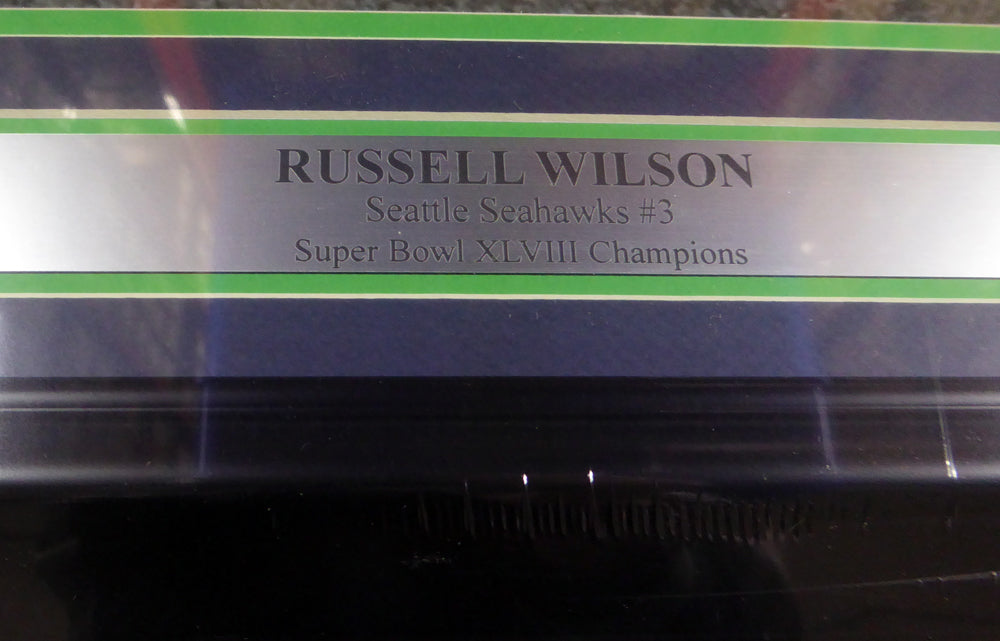 RUSSELL WILSON
Seattle Seahawks #3
Super Bowl XLVIII Champions